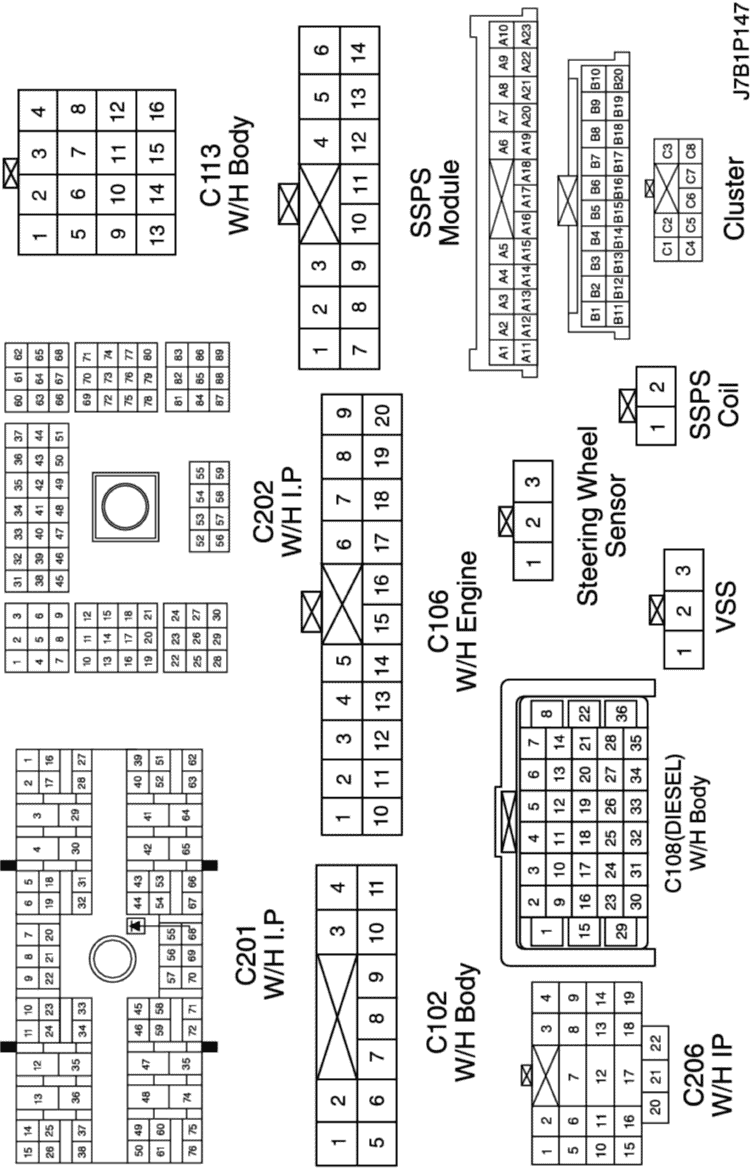 15 14 13 12 11 10 9 8 7 6 5 4 3 2 1
26 25 24 23 22 21 20 19 18 17 16
38 37 36 35 34 33 32 31 30 29 28 27
50 49 48 47 46 45 44 43 42 41 40 39
61 60 59 58 57 56 55 54 53 52 51
76 75 74 35 72 71 70 69 68 67 66 65 64 63 62
C201
W/H I.P
1 2 3
4 5 6
7 8 9
10 11 12
13 14 15
16 17 18
19 20 21
22 23 24
25 26 27
28 29 30
31 32 33 34 35 36 37
38 39 40 41 42 43 44
45 46 47 48 49 50 51
52 53 54 55
56 57 58 59
60 61 62
63 64 65
66 67 68
69 70 71
72 73 74
75 76 77
78 79 80
81 82 83
84 85 86
87 88 89
C202
W/H I.P
1 2 3 4
5 6 7 8
9 10 11 12
13 14 15 16
C113
W/H Body
1 2 3 4
5 6 7 8 9 10 11
C102
W/H Body
1 2 3 4 5 6 7 8 9
10 11 12 13 14 15 16 17 18 19 20
C106
W/H Engine
1 2 3 4 5 6
7 8 9 10 11 12 13 14
SSPS
Module
1 2 3 4
5 6 7 8 9
10 11 12 13 14
15 16 17 18 19
20 21 22
C206
W/H IP
1 2 3 4 5 6 7 8
9 10 11 12 13 14
15 16 17 18 19 20 21 22
23 24 25 26 27 28
29 30 31 32 33 34 35 36
C108(DIESEL)
W/H Body
1 2 3
VSS
1 2 3
Steering Wheel
Sensor
1 2
SSPS
Coil
A1 A2 A3 A4 A5 A6 A7 A8 A9 A10
A11 A12 A13 A14 A15 A16 A17 A18 A19 A20 A21 A22 A23
B1 B2 B3 B4 B5 B6 B7 B8 B9 B10
B11 B12 B13 B14 B15 B16 B17 B18 B19 B20
C1 C2 C3
C4 C5 C6 C7 C8
Cluster
J7B1P147